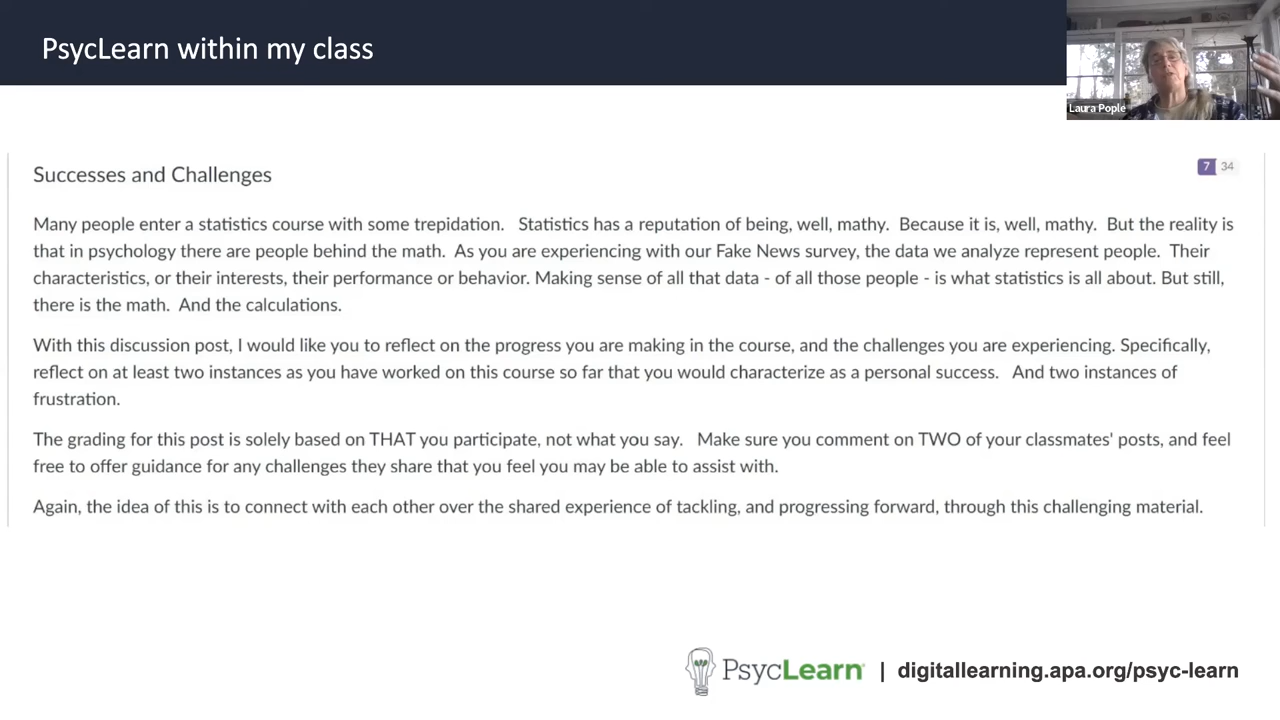 PsycLearn within my class
Laura Pople
Successes and Challenges
7 34
Many people enter a statistics course with some trepidation. Statistics has a reputation of being, well, mathy. Because it is, well, mathy. But the reality is
that in psychology there are people behind the math. As you are experiencing with our Fake News survey, the data we analyze represent people. Their
characteristics, or their interests, their performance or behavior. Making sense of all that data - of all those people - is what statistics is all about. But still,
there is the math. And the calculations.
With this discussion post, I would like you to reflect on the progress you are making in the course, and the challenges you are experiencing. Specifically,
reflect on at least two instances as you have worked on this course so far that you would characterize as a personal success. And two instances of
frustration.
The grading for this post is solely based on THAT you participate, not what you say. Make sure you comment on TWO of your classmates' posts, and feel
free to offer guidance for any challenges they share that you feel you may be able to assist with.
Again, the idea of this is to connect with each other over the shared experience of tackling, and progressing forward, through this challenging material.
PsycLearn | digitallearning.apa.org/psyc-learn